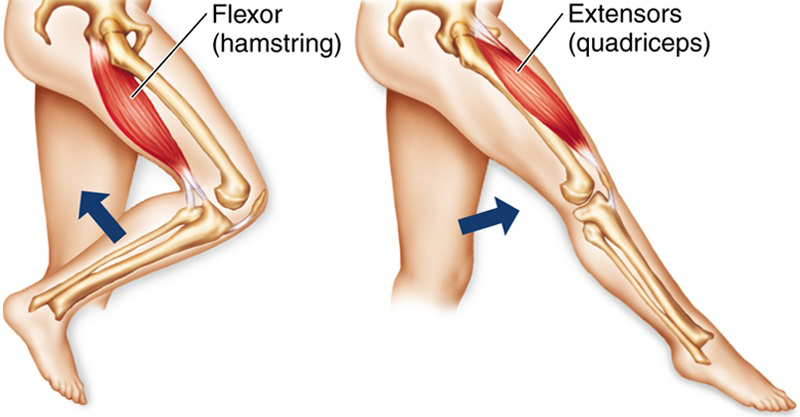 Flexor
(hamstring)
Extensors
(quadriceps)